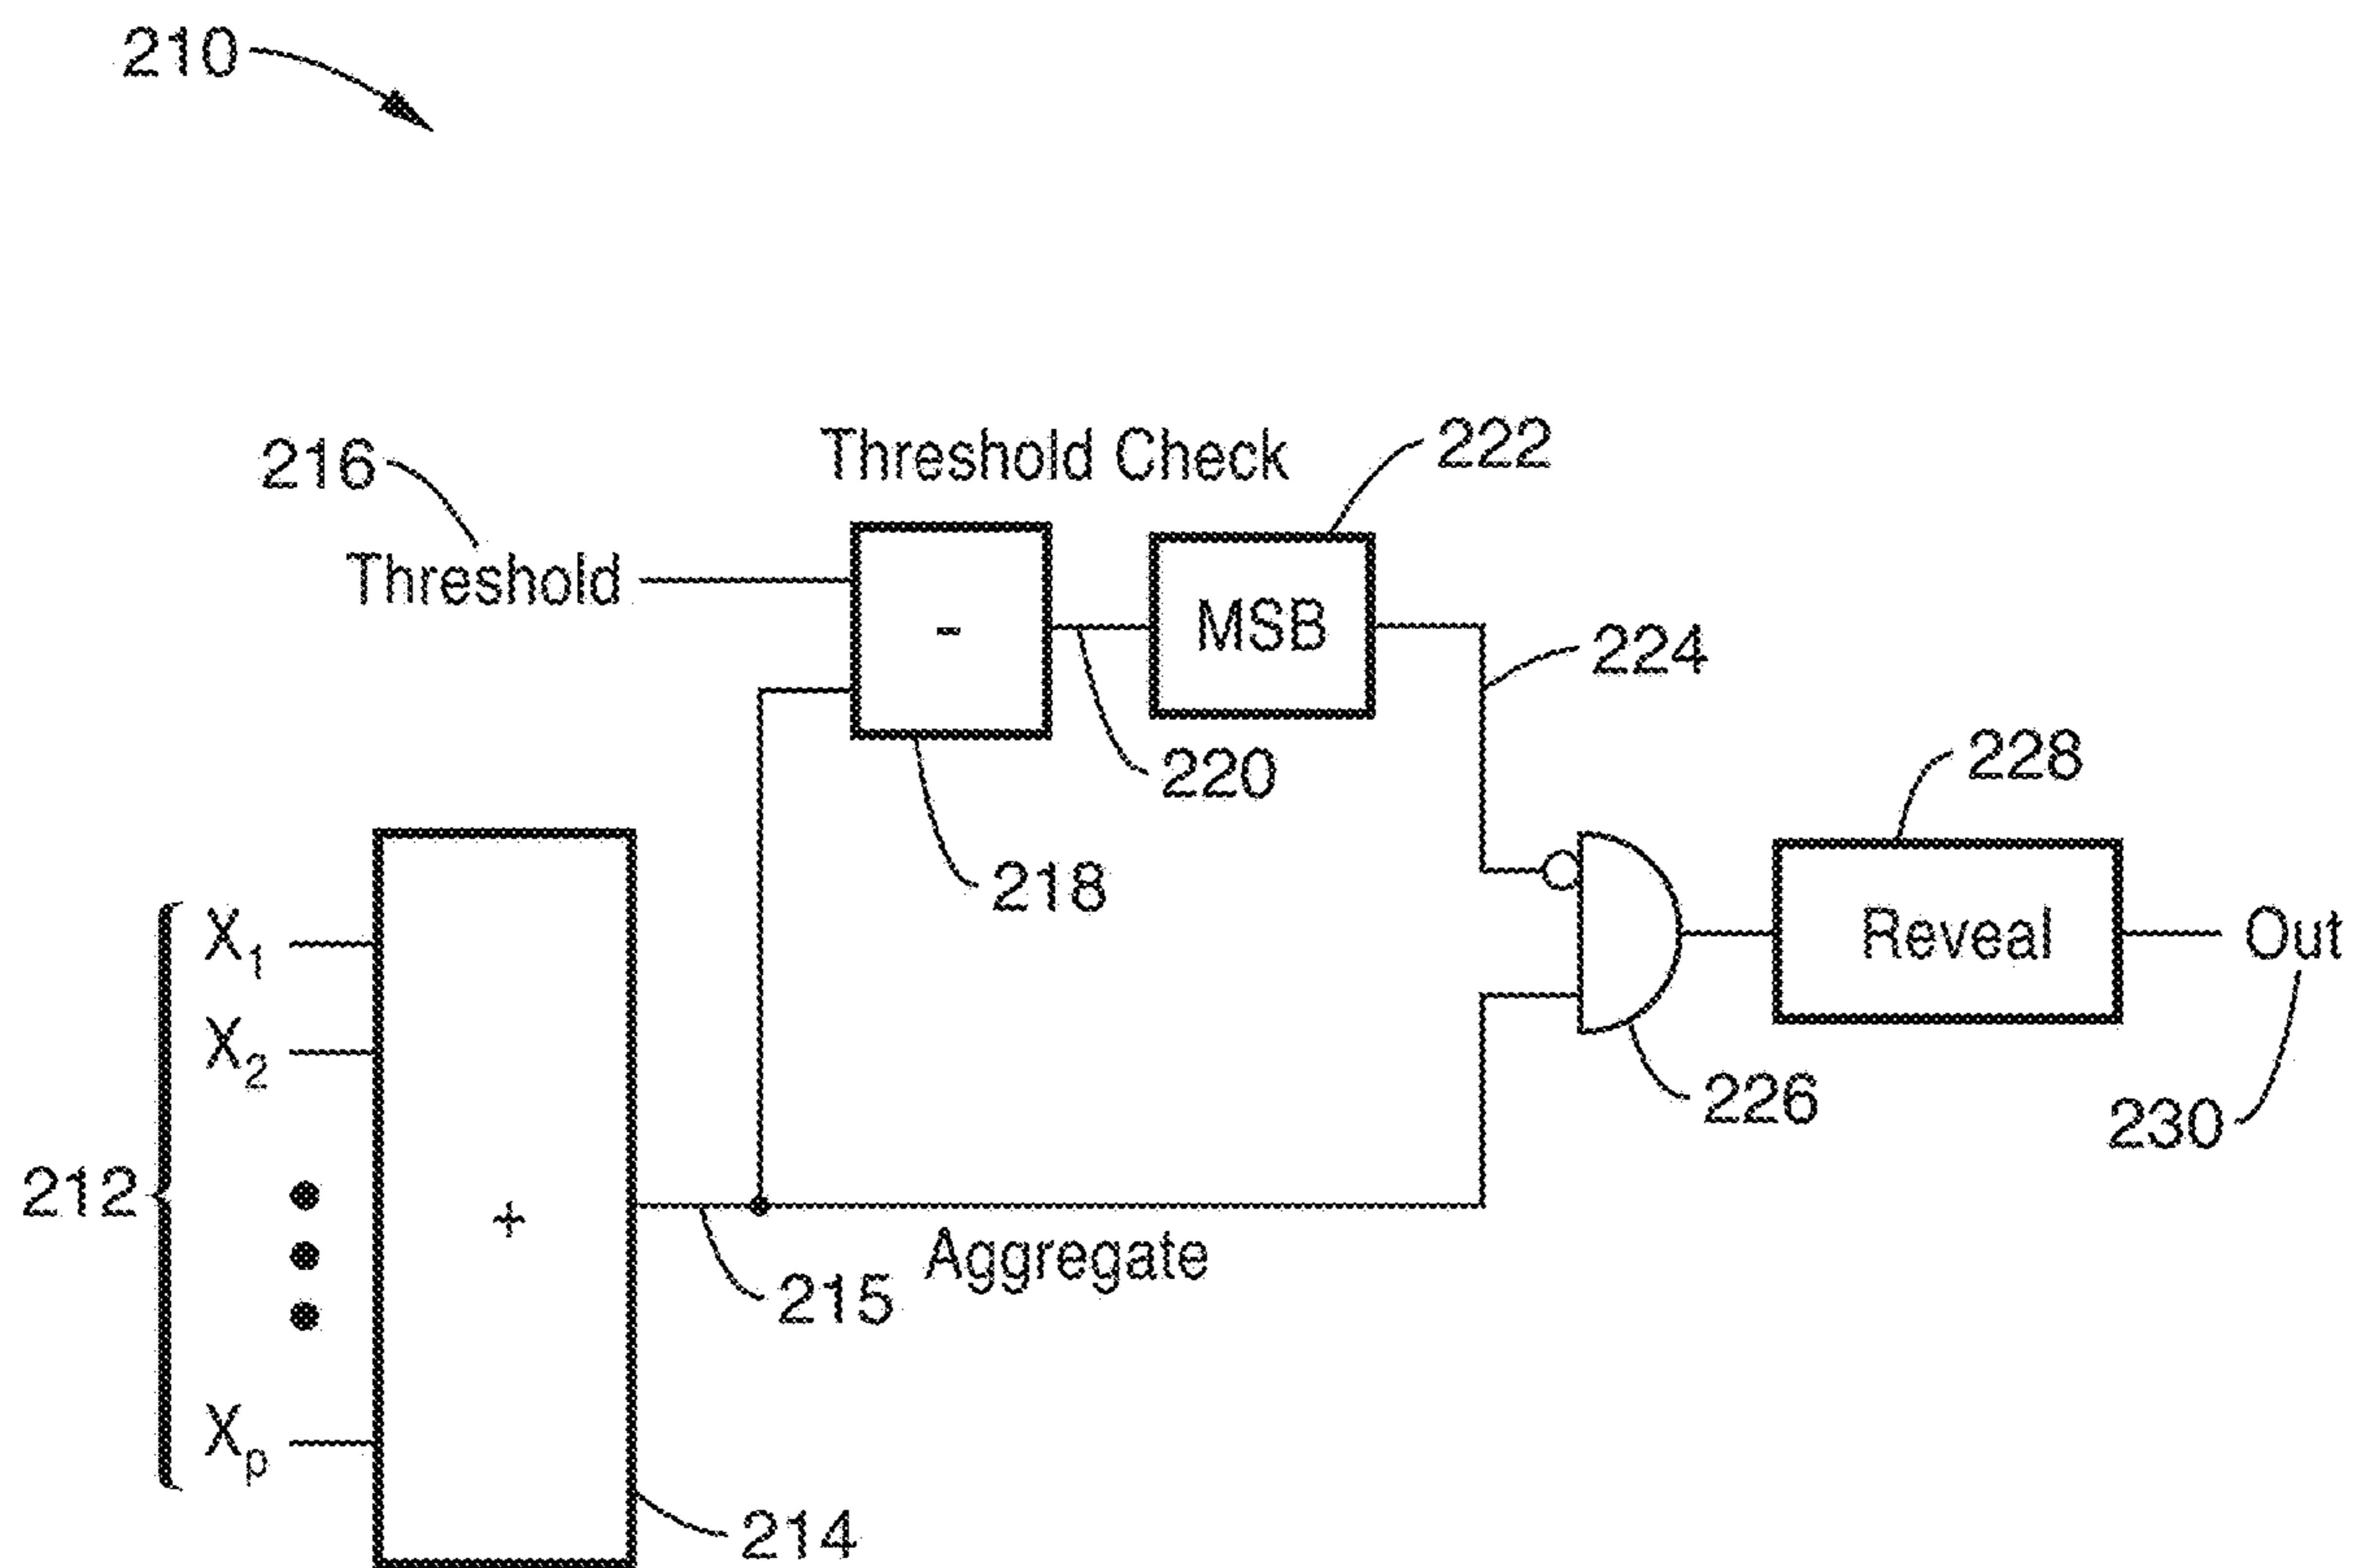 210
216
Threshold Check
222
Threshold
-
MSB
224
220
228
218
X1
Reveal
Out
X2
226
230
212
+
Aggregate
215
Xp
214